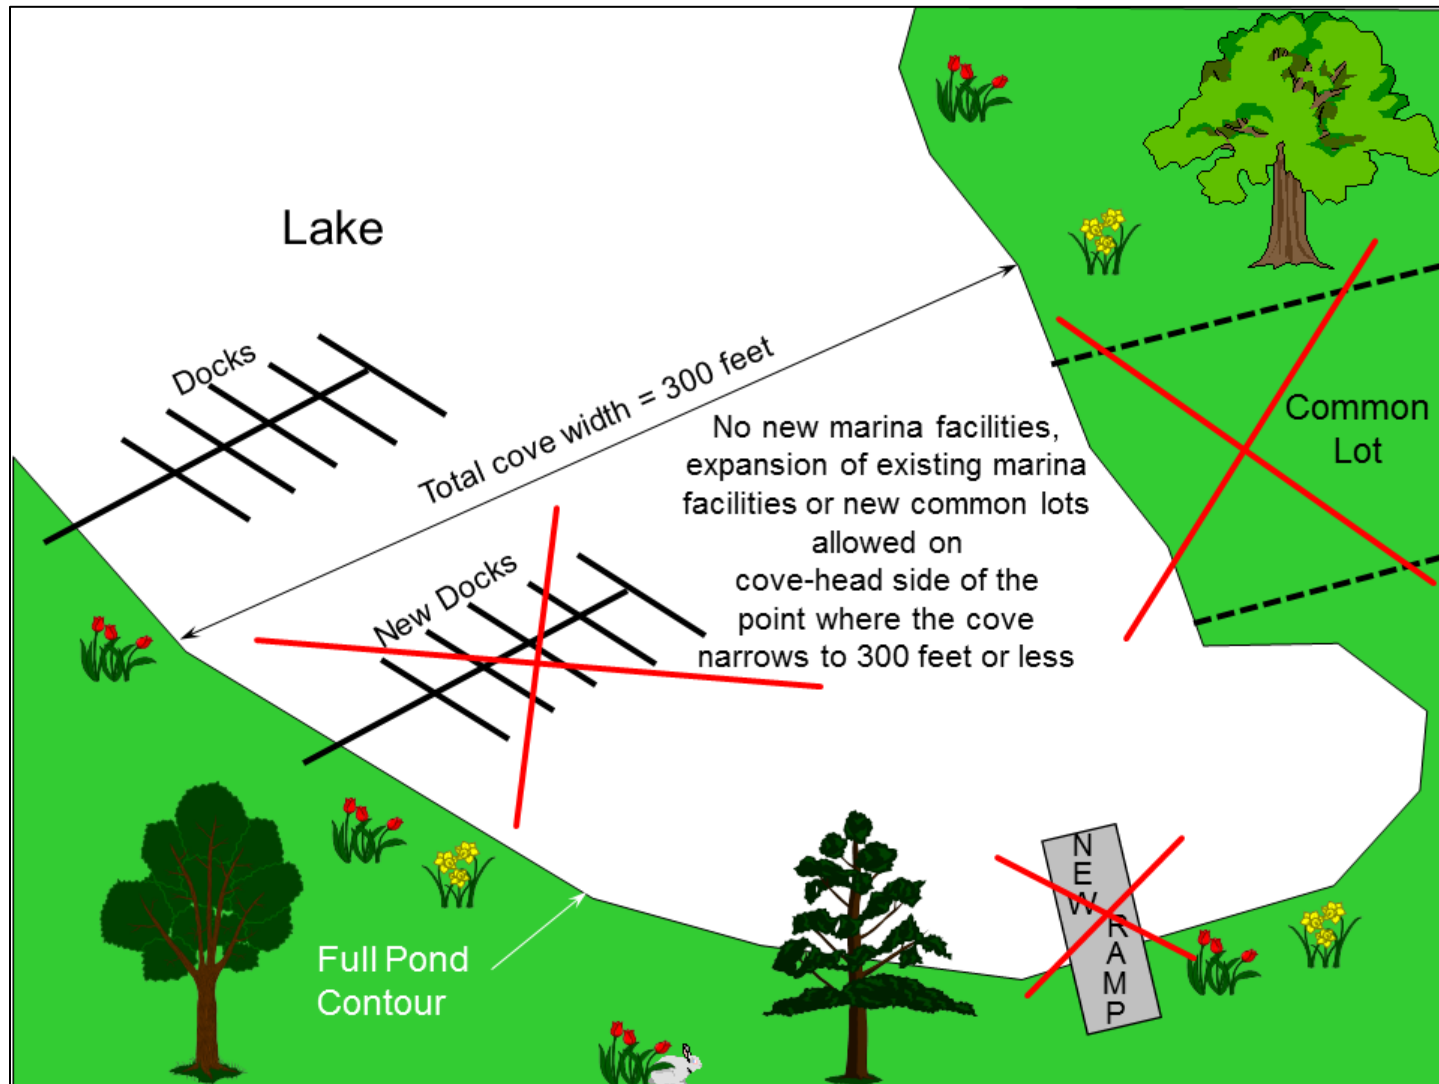 Lake
Docks
Total cove width = 300 feet
No new marina facilities,
expansion of existing marina
facilities or new common lots
allowed on
cove-head side of the
point where the cove
narrows to 300 feet or less
Common
Lot
New Docks
Full Pond
Contour
NEW
RAMP